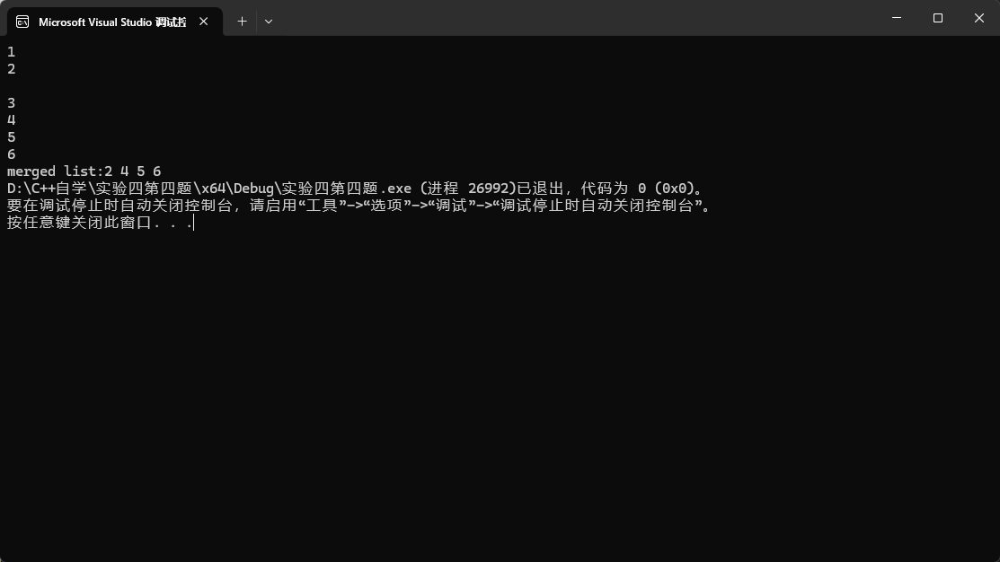 Microsoft Visual Studio 调试控
1
2
3
4
5
6
merged list:2 4 5 6
D:\C++自学\实验四第四题\x64\Debug\实验四第四题.exe (进程 26992)已退出，代码为 0 (0x0)。
要在调试停止时自动关闭控制台，请启用“工具”->“选项”->“调试”->“调试停止时自动关闭控制台”。
按任意键关闭此窗口. . .